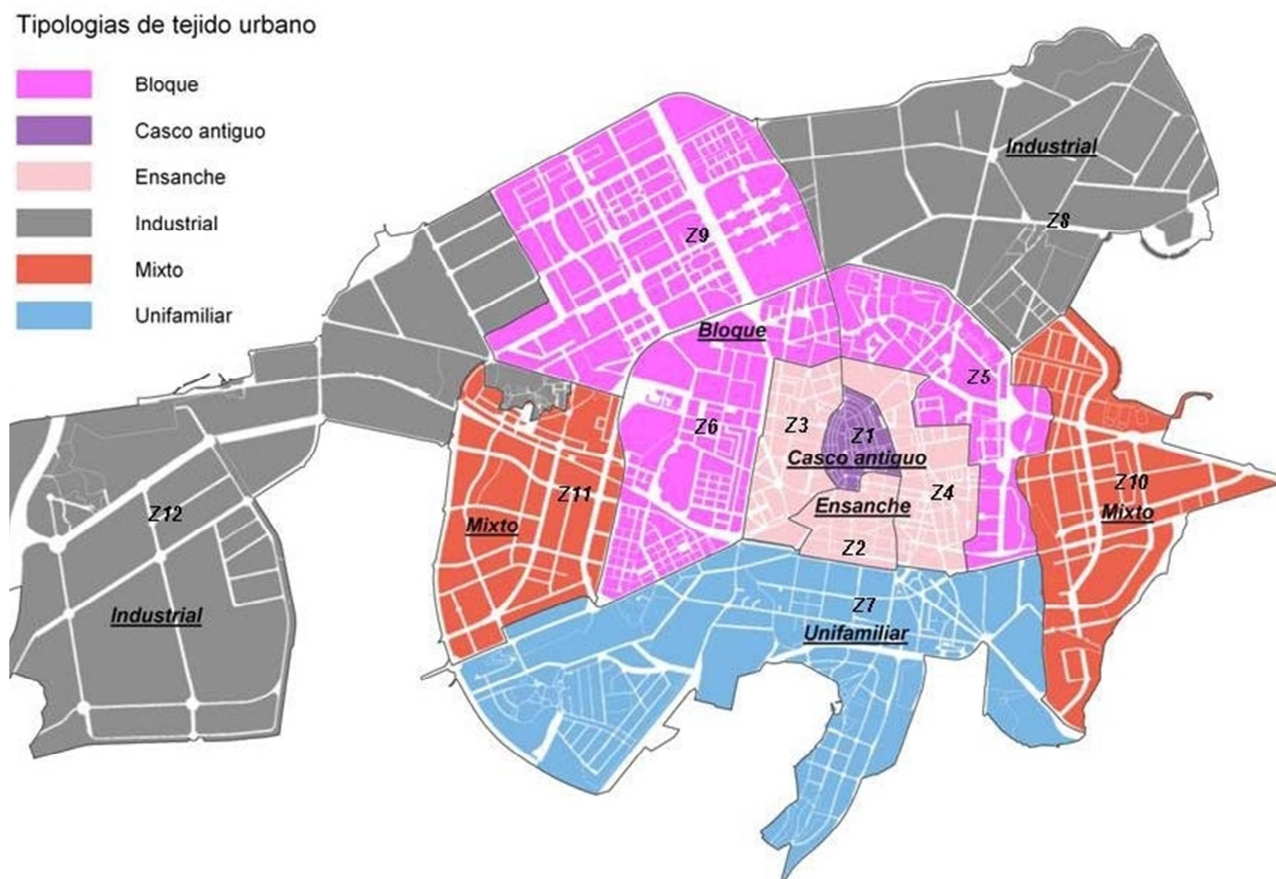 Tipologias de tejido urbano
Bloque
Casco antiguo
Ensanche
Industrial
Mixto
Unifamiliar
Industrial
Z8
Z9
Bloque
Z5
Z6
Z3
Z1
Casco antiguo
Z11
Z10
Mixto
Z4
Ensanche
Z12
Mixto
Z2
Z7
Unifamiliar
Industrial